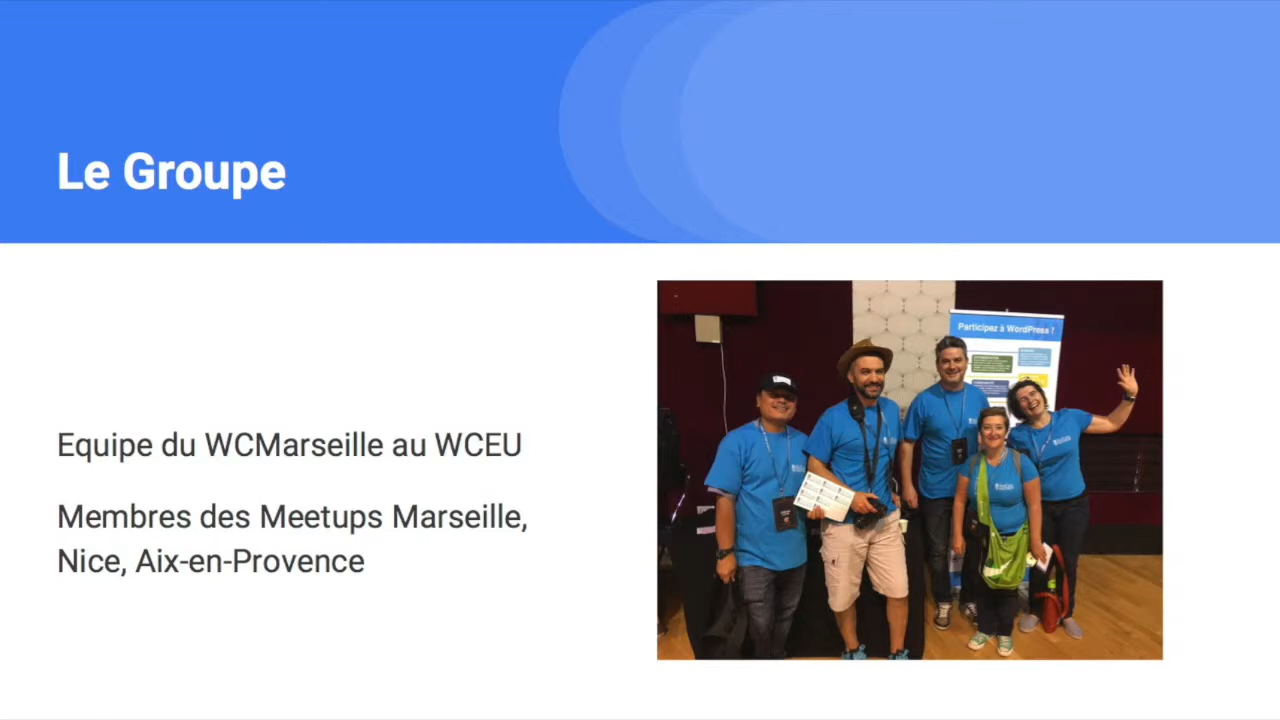 Le Groupe
Participez à WordPress !
Equipe du WCMarseille au WCEU
Membres des Meetups Marseille,
Nice, Aix-en-Provence